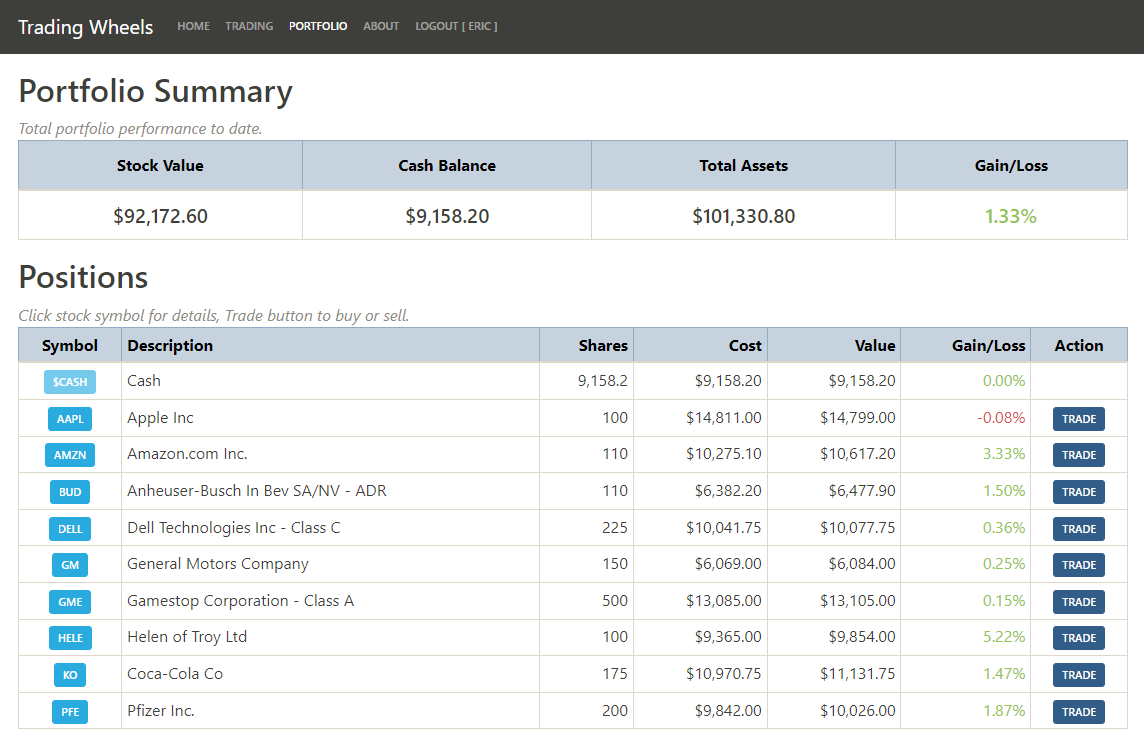 Trading Wheels HOME TRADING PORTFOLIO ABOUT LOGOUT [ ERIC ]
Portfolio Summary
Total portfolio performance to date.
Stock Value Cash Balance Total Assets Gain/Loss
$92,172.60 $9,158.20 $101,330.80 1.33%
Positions
Click stock symbol for details, Trade button to buy or sell.
Symbol Description Shares Cost Value Gain/Loss Action
$CASH Cash 9,158.2 $9,158.20 $9,158.20 0.00%
AAPL Apple Inc 100 $14,811.00 $14,799.00 -0.08% TRADE
AMZN Amazon.com Inc. 110 $10,275.10 $10,617.20 3.33% TRADE
BUD Anheuser-Busch In Bev SA/NV - ADR 110 $6,382.20 $6,477.90 1.50% TRADE
DELL Dell Technologies Inc - Class C 225 $10,041.75 $10,077.75 0.36% TRADE
GM General Motors Company 150 $6,069.00 $6,084.00 0.25% TRADE
GME Gamestop Corporation - Class A 500 $13,085.00 $13,105.00 0.15% TRADE
HELE Helen of Troy Ltd 100 $9,365.00 $9,854.00 5.22% TRADE
KO Coca-Cola Co 175 $10,970.75 $11,131.75 1.47% TRADE
PFE Pfizer Inc. 200 $9,842.00 $10,026.00 1.87% TRADE